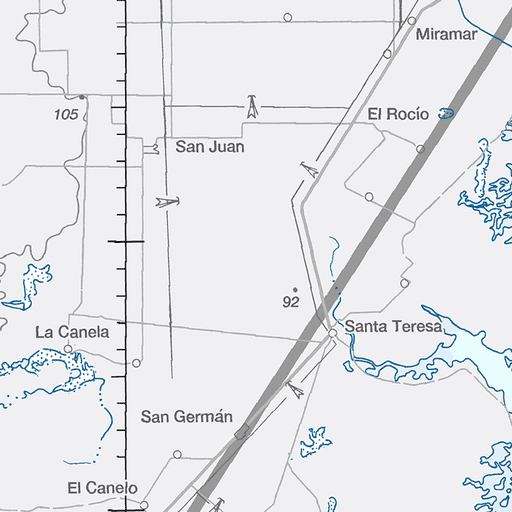 Miramar
El Rocío
105
San Juan
92
Santa Teresa
La Canela
San Germán
El Canelo